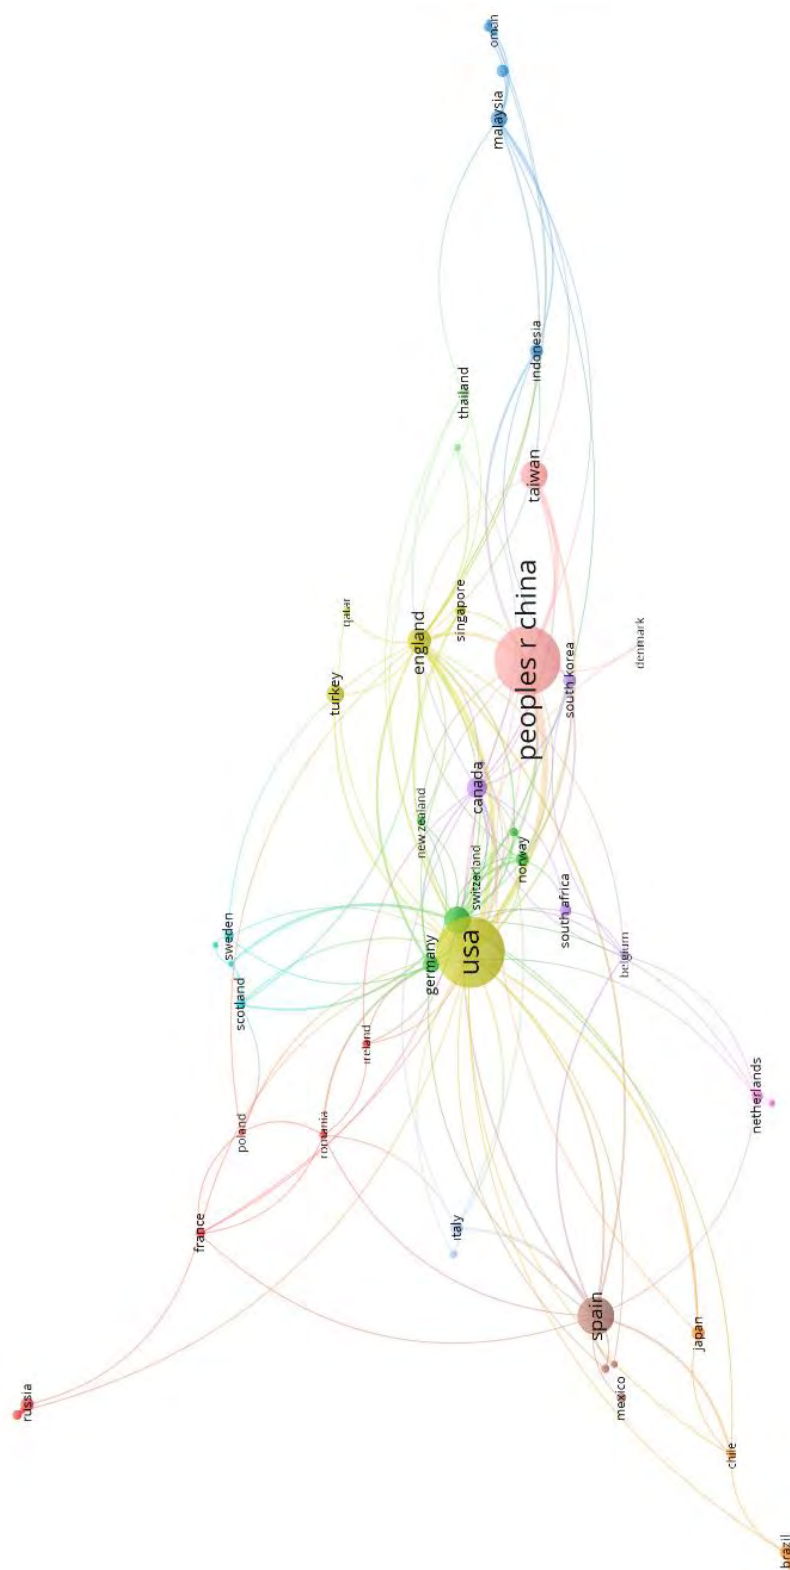 oman
malaysia
indonesia
thailand
taiwan
peoples r china
singapore
england
qatar
turkey
south korea
denmark
canada
new zealand
switzerland
norway
south africa
belgium
usa
germany
sweden
scotland
ireland
poland
romania
netherlands
france
italy
spain
japan
mexico
russia
chile
brazil